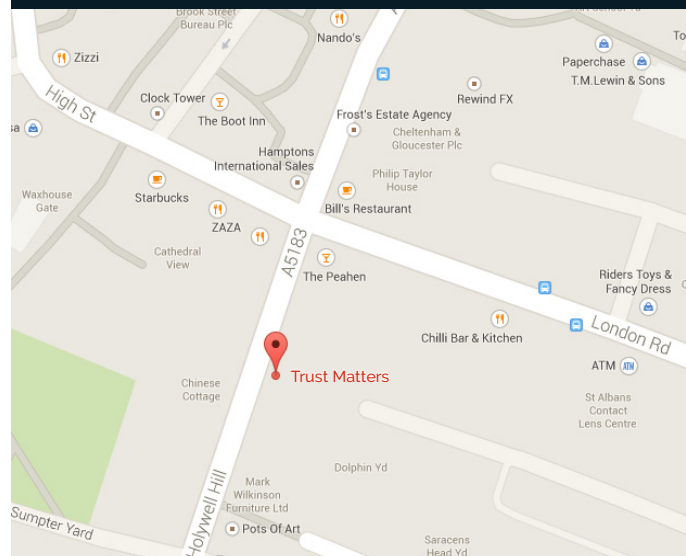 Brook Street
Bureau Plc
Nando's
To
Zizzi
Paperchase
T.M.Lewin & Sons
High St
Clock Tower
The Boot Inn
Rewind FX
Frost's Estate Agency
Cheltenham &
Gloucester Plc
Hamptons
International Sales
Philip Taylor
House
Waxhouse
Gate
Starbucks
Bill's Restaurant
ZAZA
Cathedral
View
A5183
The Peahen
Riders Toys &
Fancy Dress
London Rd
Chilli Bar & Kitchen
ATM
ATM
Trust Matters
Chinese
Cottage
St Albans
Contact
Lens Centre
Dolphin Yd
Mark
Wilkinson
Furniture Ltd
Holywell Hill
Sumpter Yard
Pots Of Art
Saracens
Head Yd